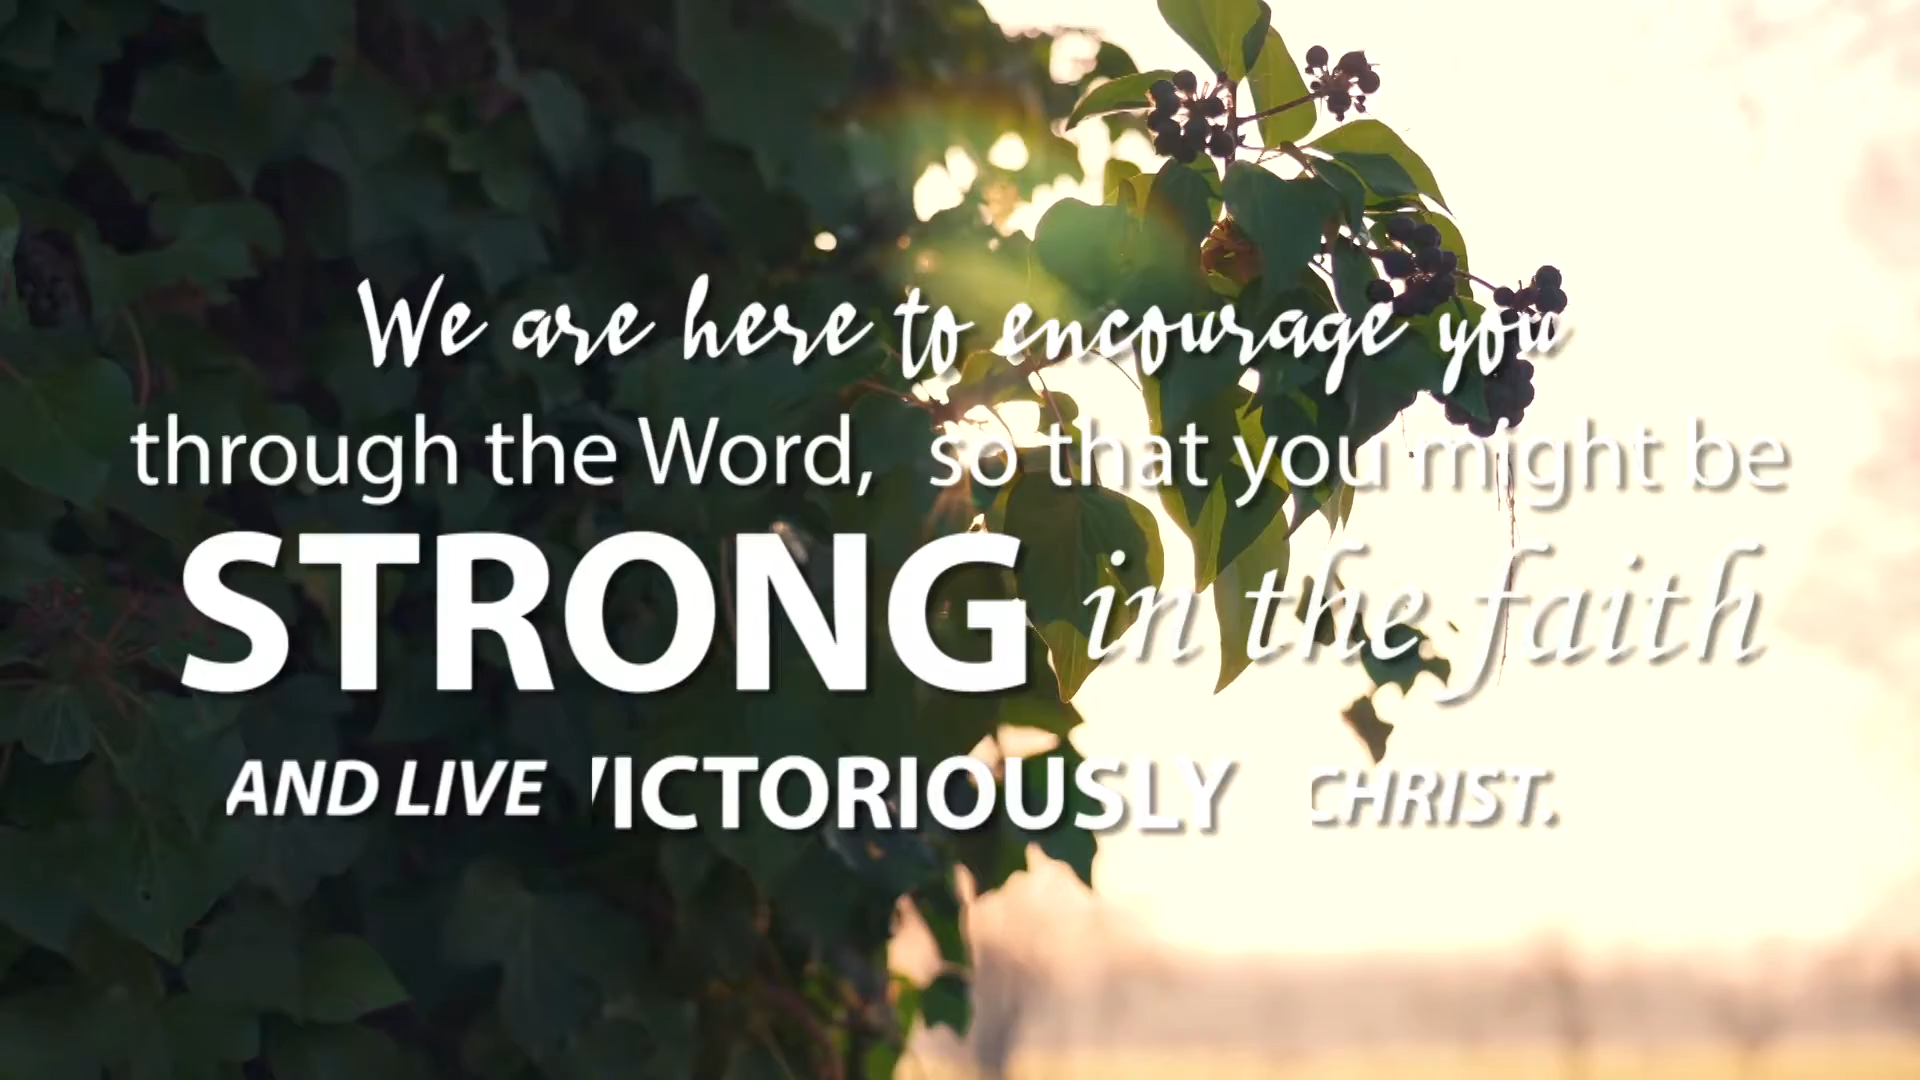 We are here to encourage you
through the Word, so that you might be
STRONG in the faith
AND LIVE VICTORIOUSLY CHRIST.